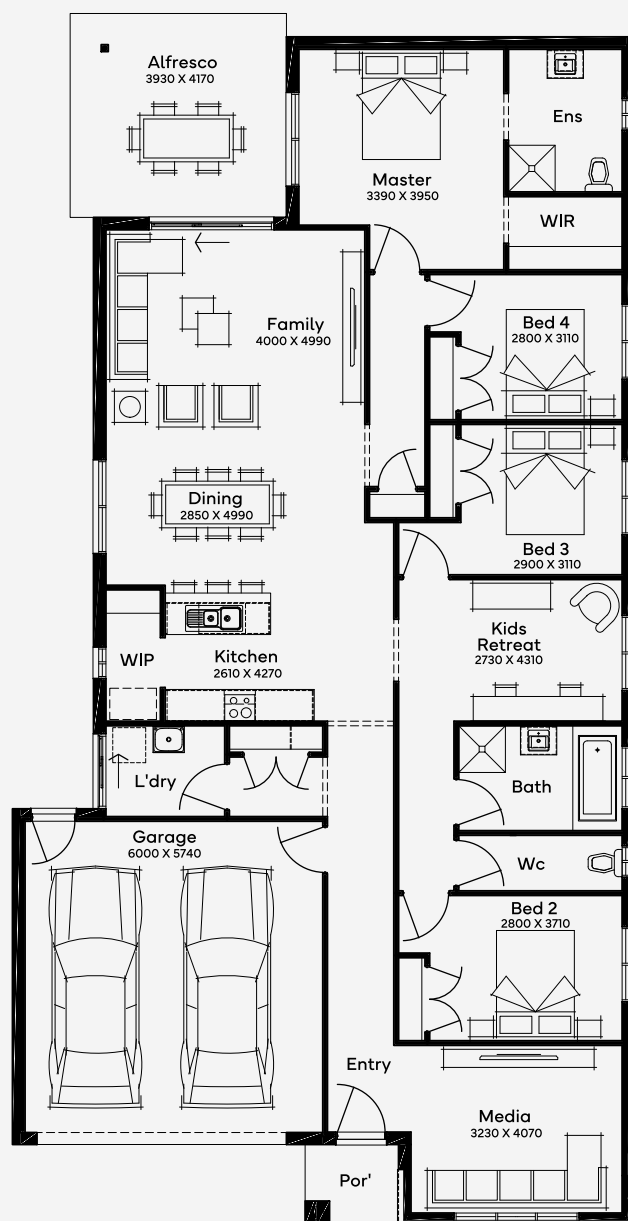 Alfresco
3930 X 4170
Ens
Master
3390 X 3950
WIR
Family
4000 X 4990
Bed 4
2800 X 3110
Dining
2850 X 4990
Bed 3
2900 X 3110
Kids
Retreat
2730 X 4310
WIP
Kitchen
2610 X 4270
L'dry
Bath
Garage
6000 X 5740
Wc
Bed 2
2800 X 3710
Entry
Media
3230 X 4070
Por'